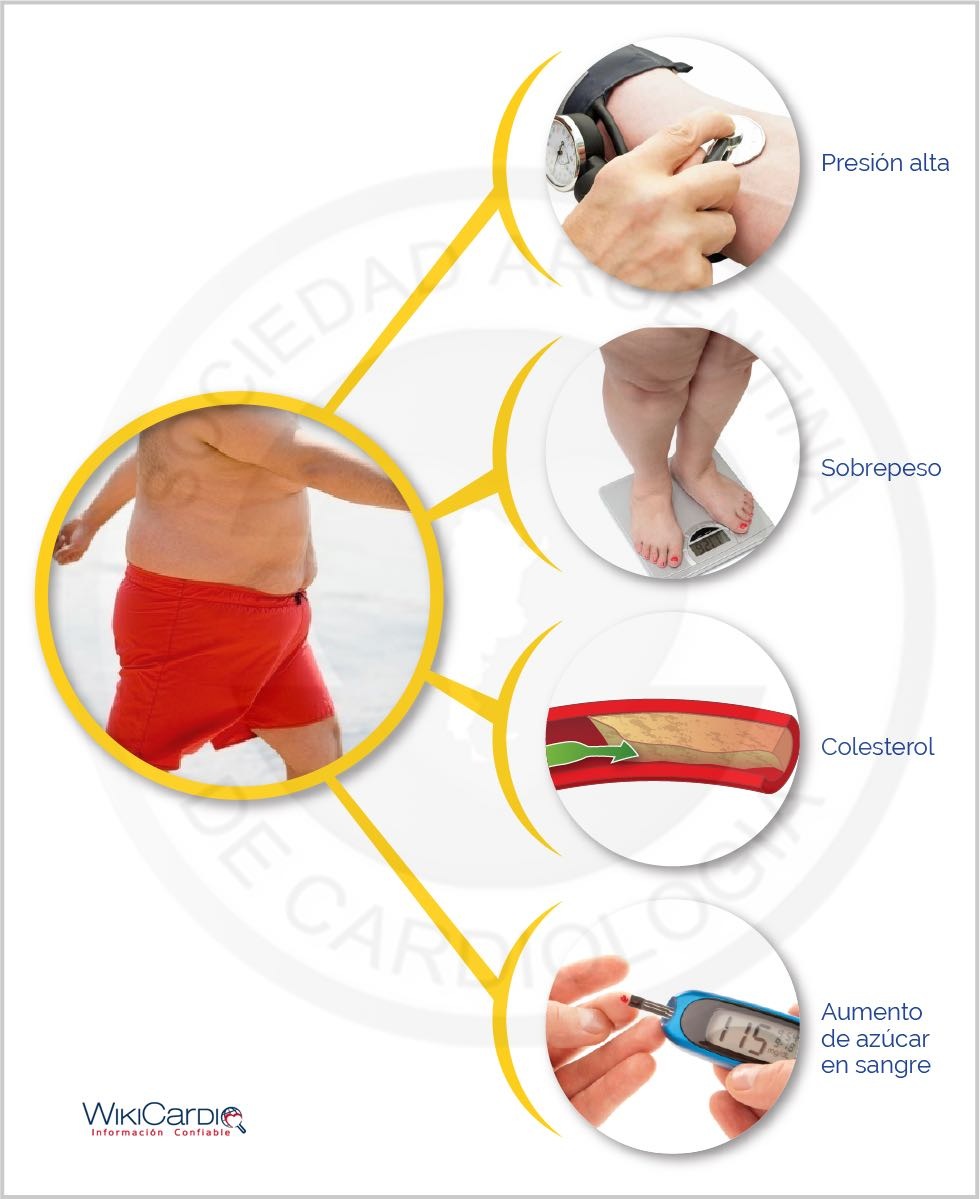 Presión alta
Sobrepeso
Colesterol
Aumento
de azúcar
en sangre
115
WIKICARDIO
Información Confiable
SOCIEDAD ARGENTINA
DE CARDIOLOGIA